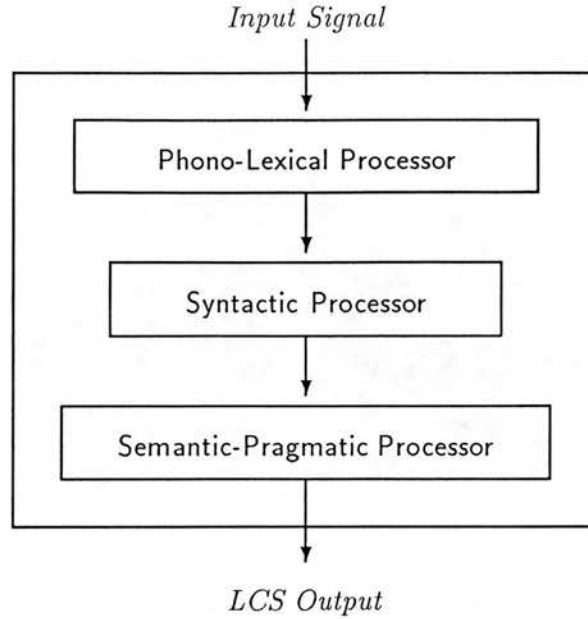 Input Signal
Phono-Lexical Processor
Syntactic Processor
Semantic-Pragmatic Processor
LCS Output